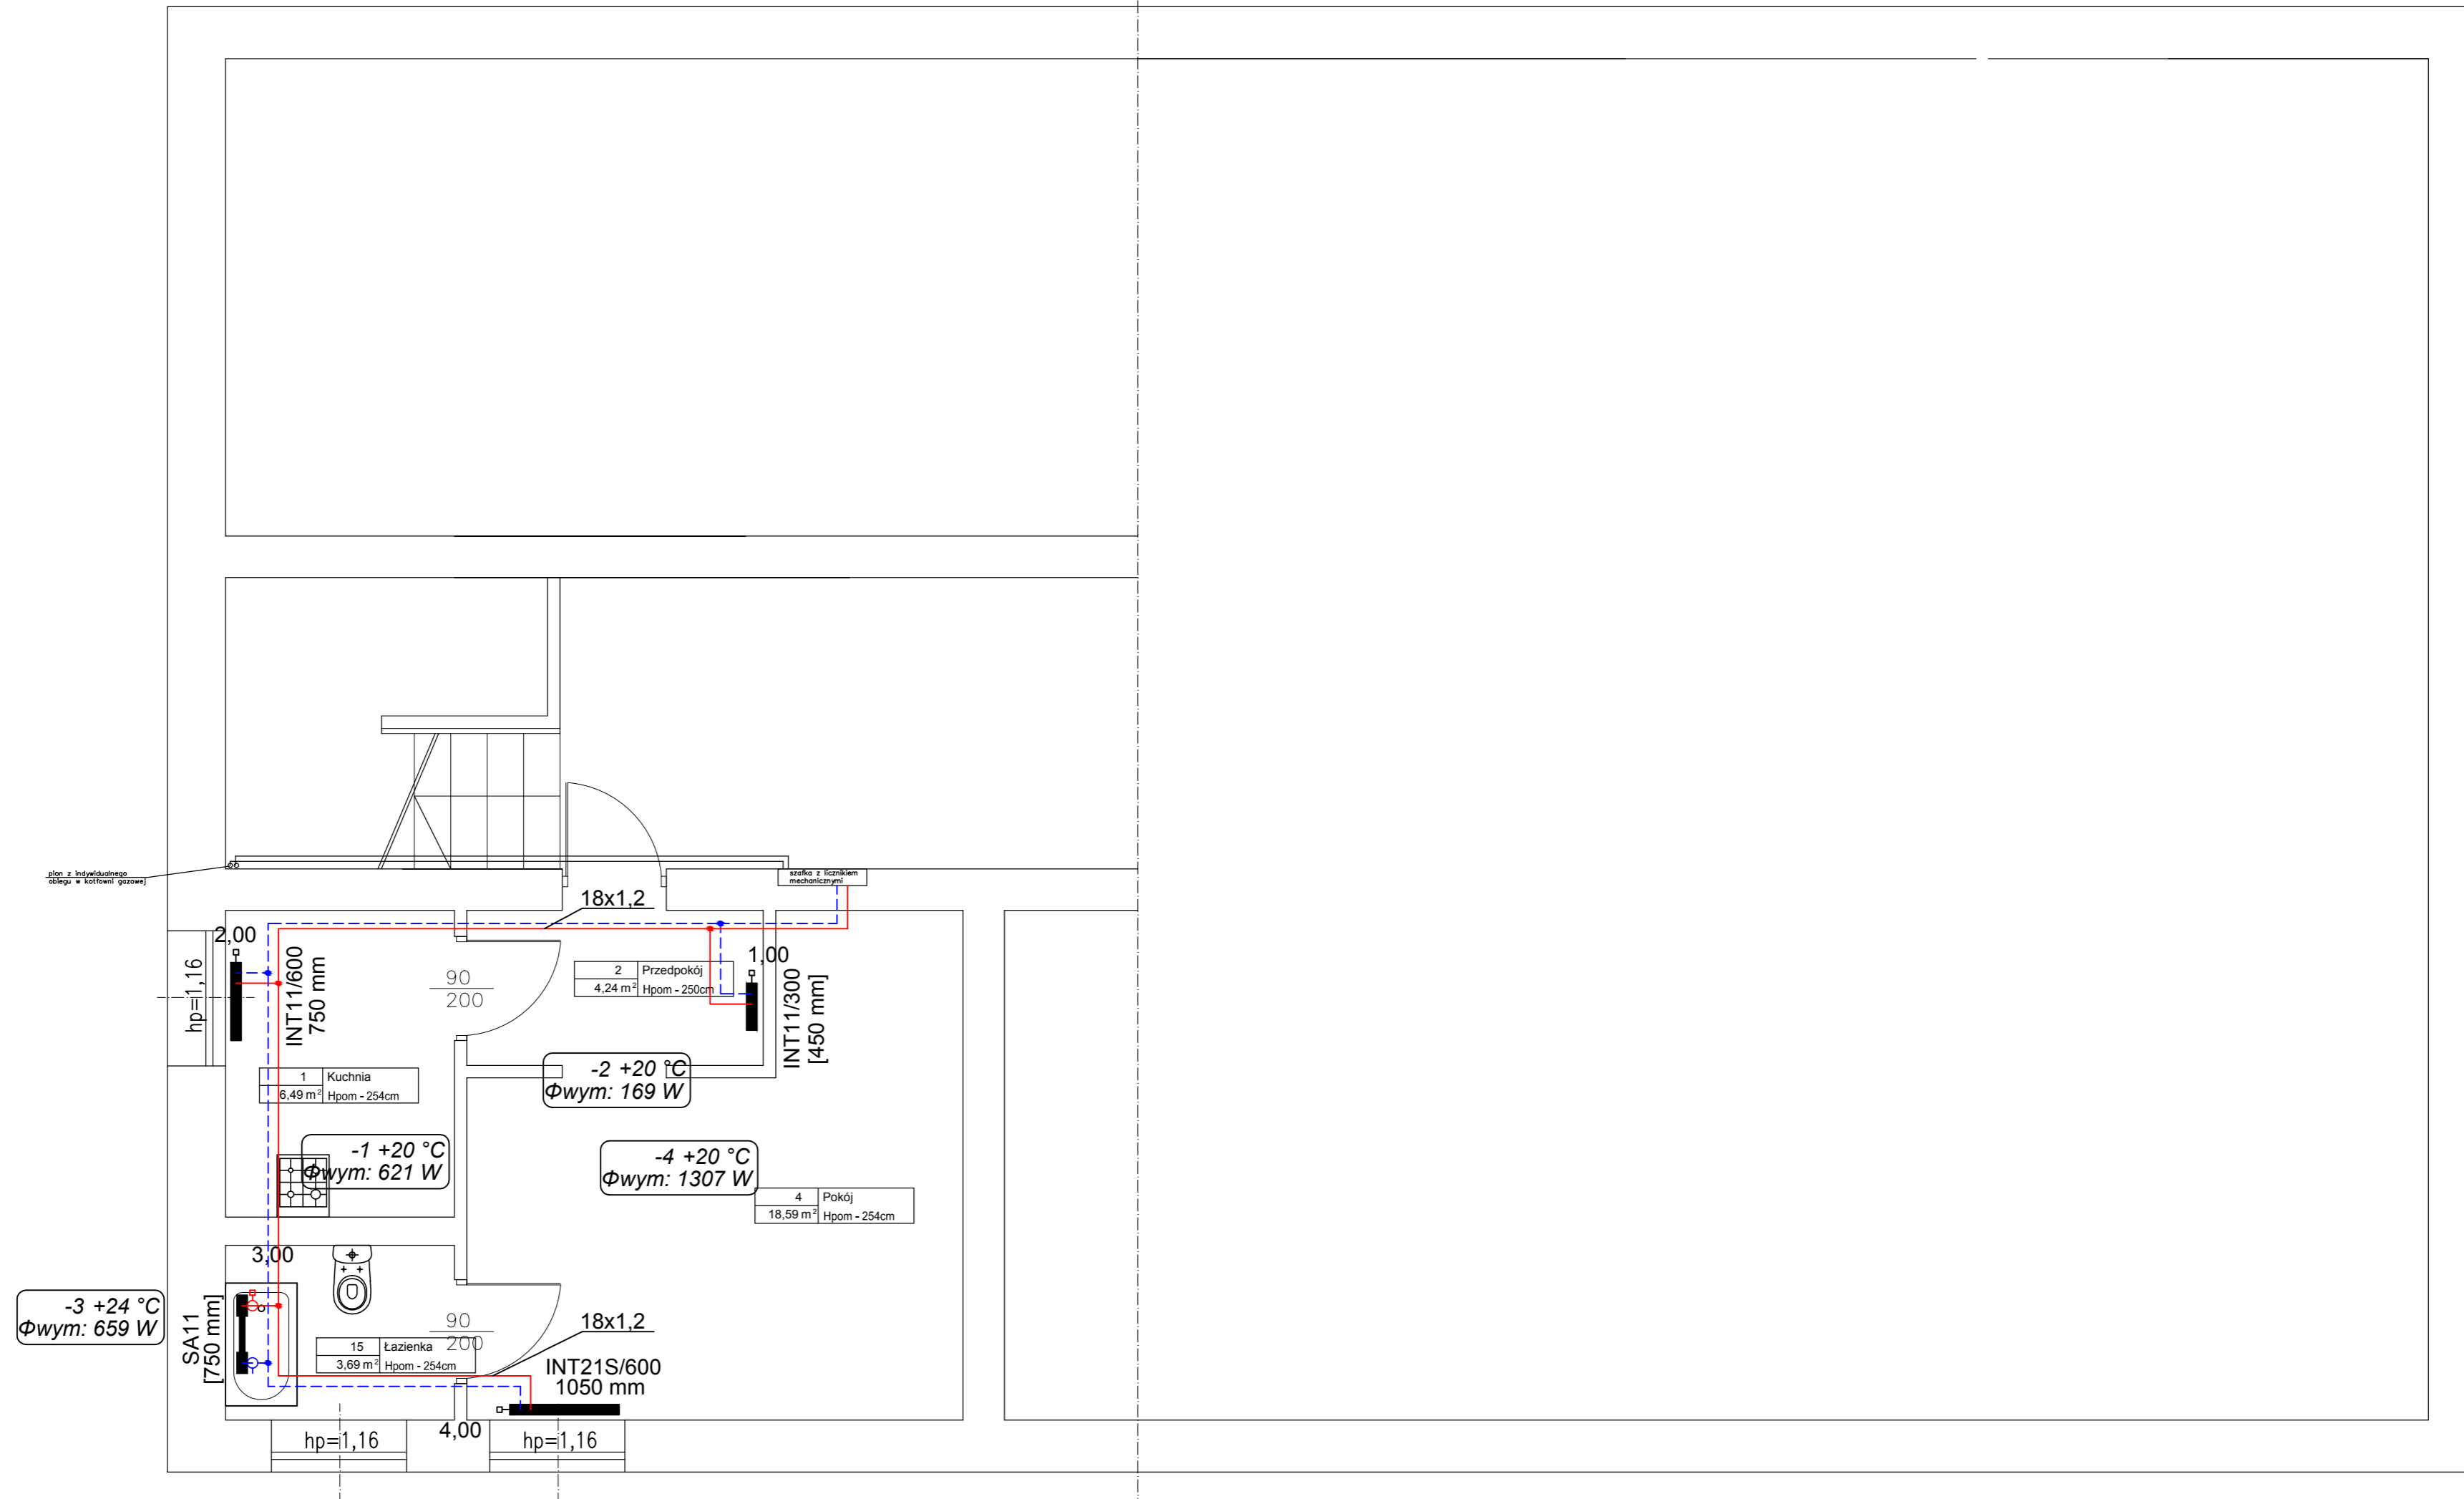 pion z indywidualnego
obiegu w kotłowni gazowej
szafka z licznikiem
mechanicznymi
18x1,2
2,00
hp=1,16
INT11/600
750 mm
90
200
2 Przedpokój
4,24 m² Hpom - 250cm
1,00
INT11/300
[450 mm]
-2 +20 °C
Φwym: 169 W
1 Kuchnia
6,49 m² Hpom - 254cm
-1 +20 °C
Φwym: 621 W
-4 +20 °C
Φwym: 1307 W
4 Pokój
18,59 m² Hpom - 254cm
3,00
-3 +24 °C
Φwym: 659 W
SA11
[750 mm]
90
200
15 Łazienka
3,69 m² Hpom - 254cm
18x1,2
INT21S/600
1050 mm
4,00
hp=1,16
hp=1,16